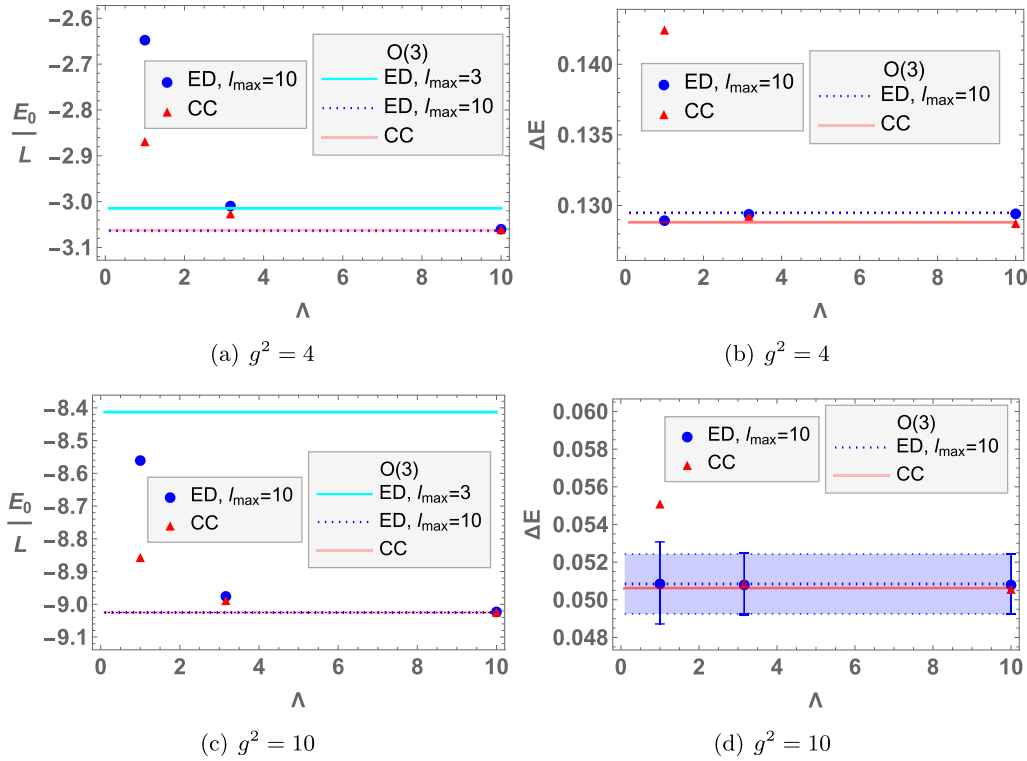 -2.6
-2.7
-2.8
-2.9
-3.0
-3.1
E₀
L
ED, lmax=10
CC
O(3)
ED, lmax=3
ED, lmax=10
CC
0 2 4 6 8 10
Λ
(a) g² = 4
0.140
0.135
0.130
ΔE
ED, lmax=10
CC
O(3)
ED, lmax=10
CC
0 2 4 6 8 10
Λ
(b) g² = 4
-8.4
-8.5
-8.6
-8.7
-8.8
-8.9
-9.0
-9.1
E₀
L
ED, lmax=10
CC
O(3)
ED, lmax=3
ED, lmax=10
CC
0 2 4 6 8 10
Λ
(c) g² = 10
0.060
0.058
0.056
0.054
0.052
0.050
0.048
ΔE
ED, lmax=10
CC
O(3)
ED, lmax=10
CC
0 2 4 6 8 10
Λ
(d) g² = 10